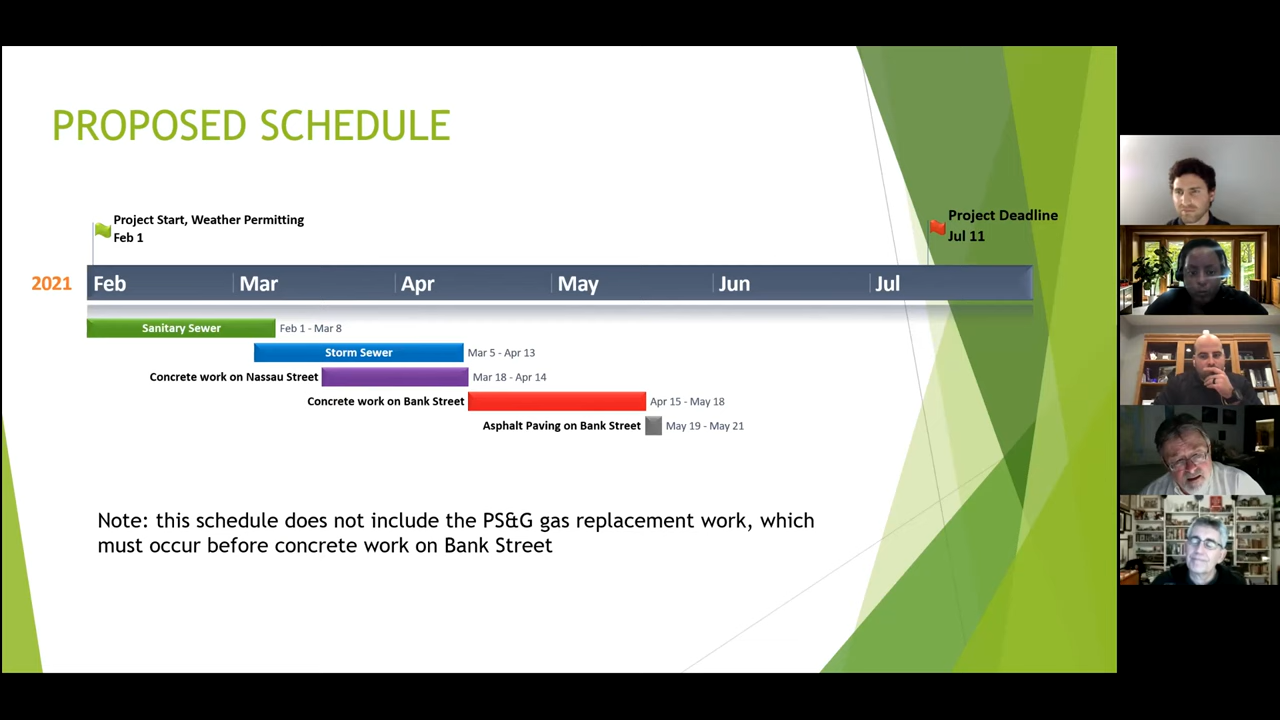 PROPOSED SCHEDULE
Project Start, Weather Permitting
Feb 1
Project Deadline
Jul 11
2021
Feb
Mar
Apr
May
Jun
Jul
Sanitary Sewer
Feb 1 - Mar 8
Storm Sewer
Mar 5 - Apr 13
Concrete work on Nassau Street
Mar 18 - Apr 14
Concrete work on Bank Street
Apr 15 - May 18
Asphalt Paving on Bank Street
May 19 - May 21
Note: this schedule does not include the PS&G gas replacement work, which
must occur before concrete work on Bank Street